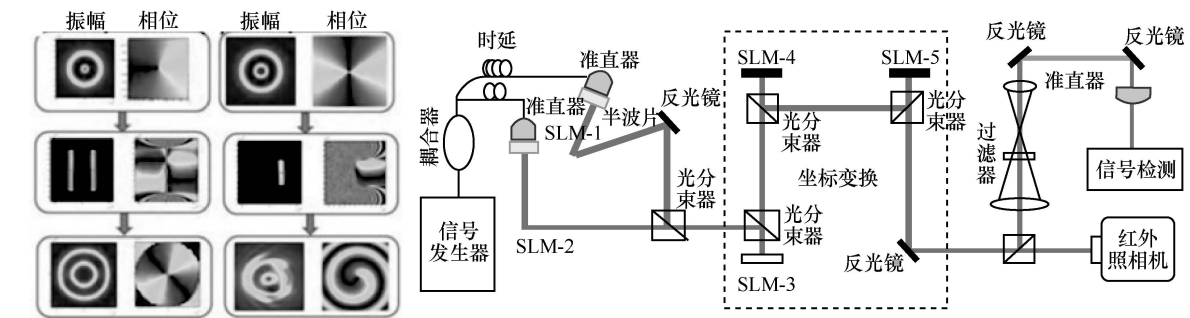 振幅 相位 振幅 相位
时延
准直器
准直器
耦合器
SLM-1
半波片
反光镜
信号
发生器
SLM-2
光分
束器
SLM-4
SLM-5
光分
束器
光分
束器
坐标变换
光分
束器
反光镜
SLM-3
反光镜
反光镜
准直器
过滤器
信号检测
红外
照相机